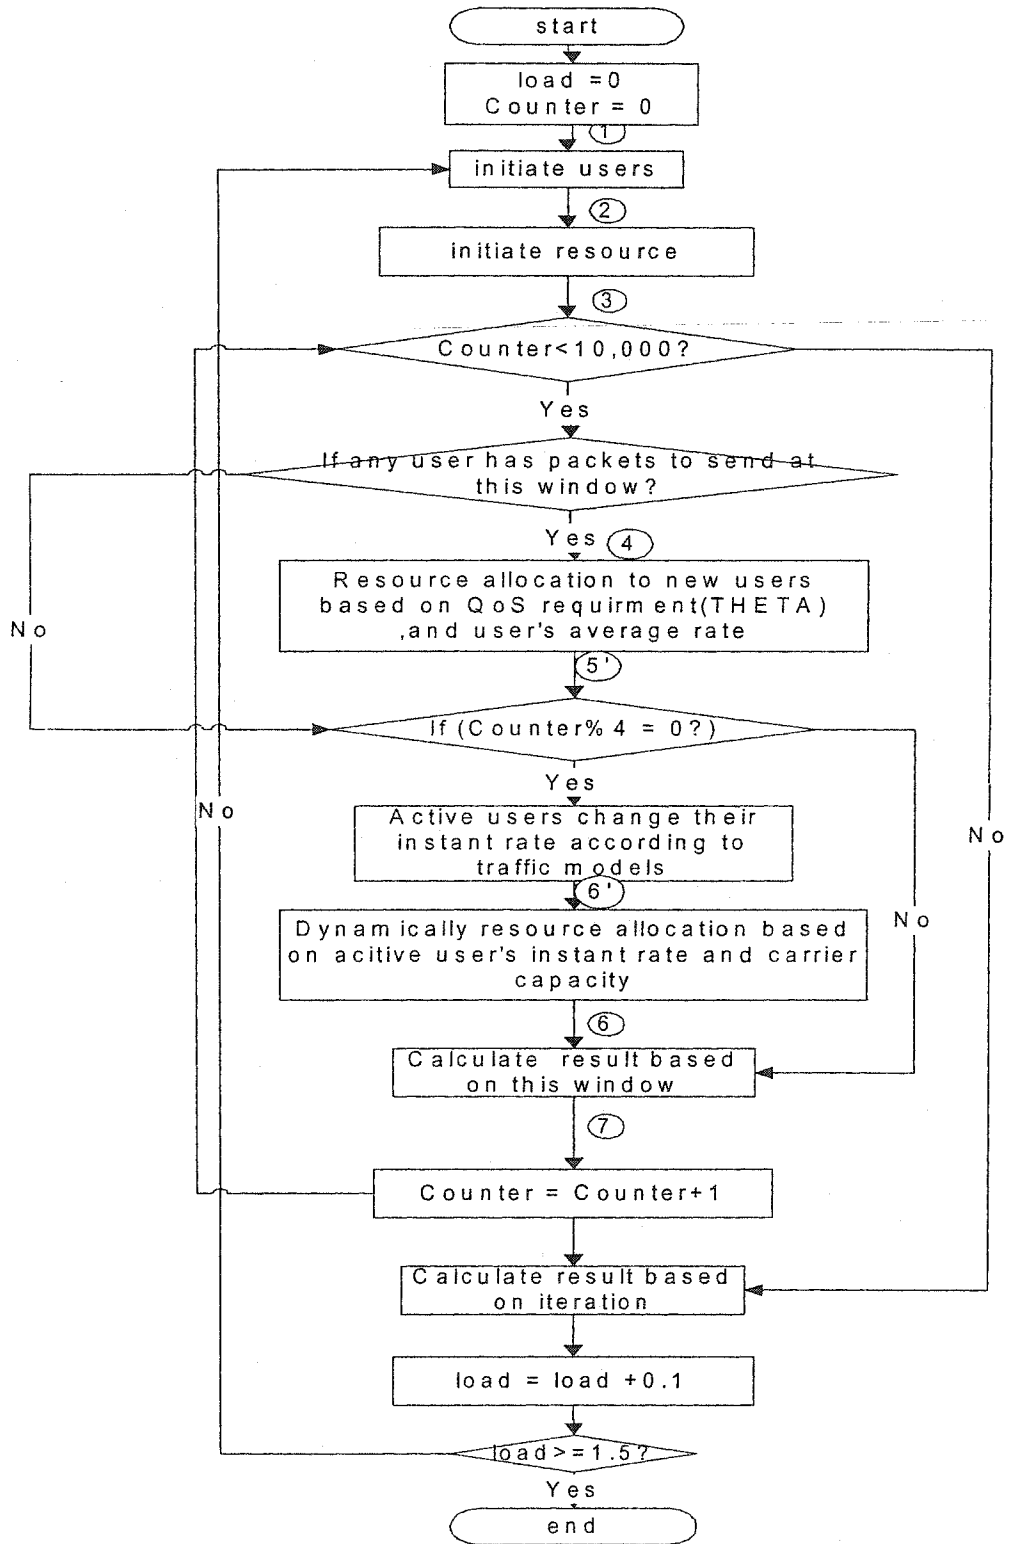 start
load =0
Counter = 0
1
initiate users
2
initiate resource
3
Counter<10,000?
Yes
If any user has packets to send at
this window?
Yes 4
Resource allocation to new users
based on QoS requirment(THETA)
,and user's average rate
No
5'
If (Counter%4 = 0?)
Yes
No
Active users change their
instant rate according to
traffic models
No
6'
Dynamically resource allocation based
on acitive user's instant rate and carrier
capacity
No
6
Calculate result based
on this window
7
Counter = Counter+1
Calculate result based
on iteration
load = load +0.1
load>=1.5?
Yes
end